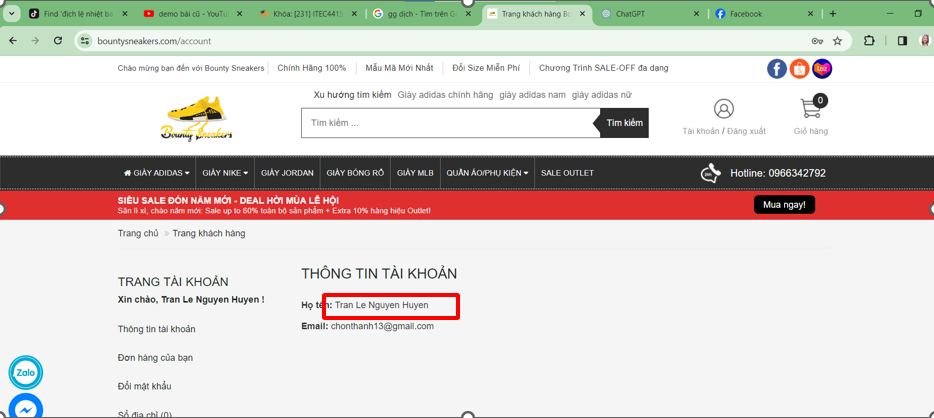 Find 'địch lệ nhiệt ba
demo bài cũ - YouTu
Khóa: [231] ITEC4415
gg dịch - Tìm trên G
Trang khách hàng Bo
ChatGPT
Facebook
bountysneakers.com/account
Chào mừng bạn đến với Bounty Sneakers
Chính Hãng 100%
Mẫu Mã Mới Nhất
Đổi Size Miễn Phí
Chương Trình SALE-OFF đa dạng
Bounty Sneakers
Xu hướng tìm kiếm Giày adidas chính hãng giày adidas nam giày adidas nữ
Tìm kiếm ...
Tìm kiếm
Tài khoản / Đăng xuất
0
Giỏ hàng
GIÀY ADIDAS
GIÀY NIKE
GIÀY JORDAN
GIÀY BÓNG RỔ
GIÀY MLB
QUẦN ÁO/PHỤ KIỆN
SALE OUTLET
Hotline: 0966342792
SIÊU SALE ĐÓN NĂM MỚI - DEAL HỜI MÙA LỄ HỘI
Săn lì xì, chào năm mới: Sale up to 60% toàn bộ sản phẩm + Extra 10% hàng hiệu Outlet!
Mua ngay!
Trang chủ » Trang khách hàng
TRANG TÀI KHOẢN
Xin chào, Tran Le Nguyen Huyen !
Thông tin tài khoản
Đơn hàng của bạn
Đổi mật khẩu
Sổ địa chỉ (0)
THÔNG TIN TÀI KHOẢN
Họ tên: Tran Le Nguyen Huyen
Email: chonthanh13@gmail.com
Zalo